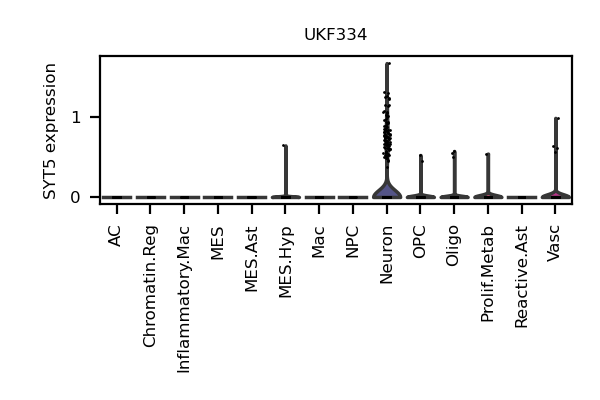 UKF334
SYT5 expression
1
0
AC
Chromatin.Reg
Inflammatory.Mac
MES
MES.Ast
MES.Hyp
Mac
NPC
Neuron
OPC
Oligo
Prolif.Metab
Reactive.Ast
Vasc